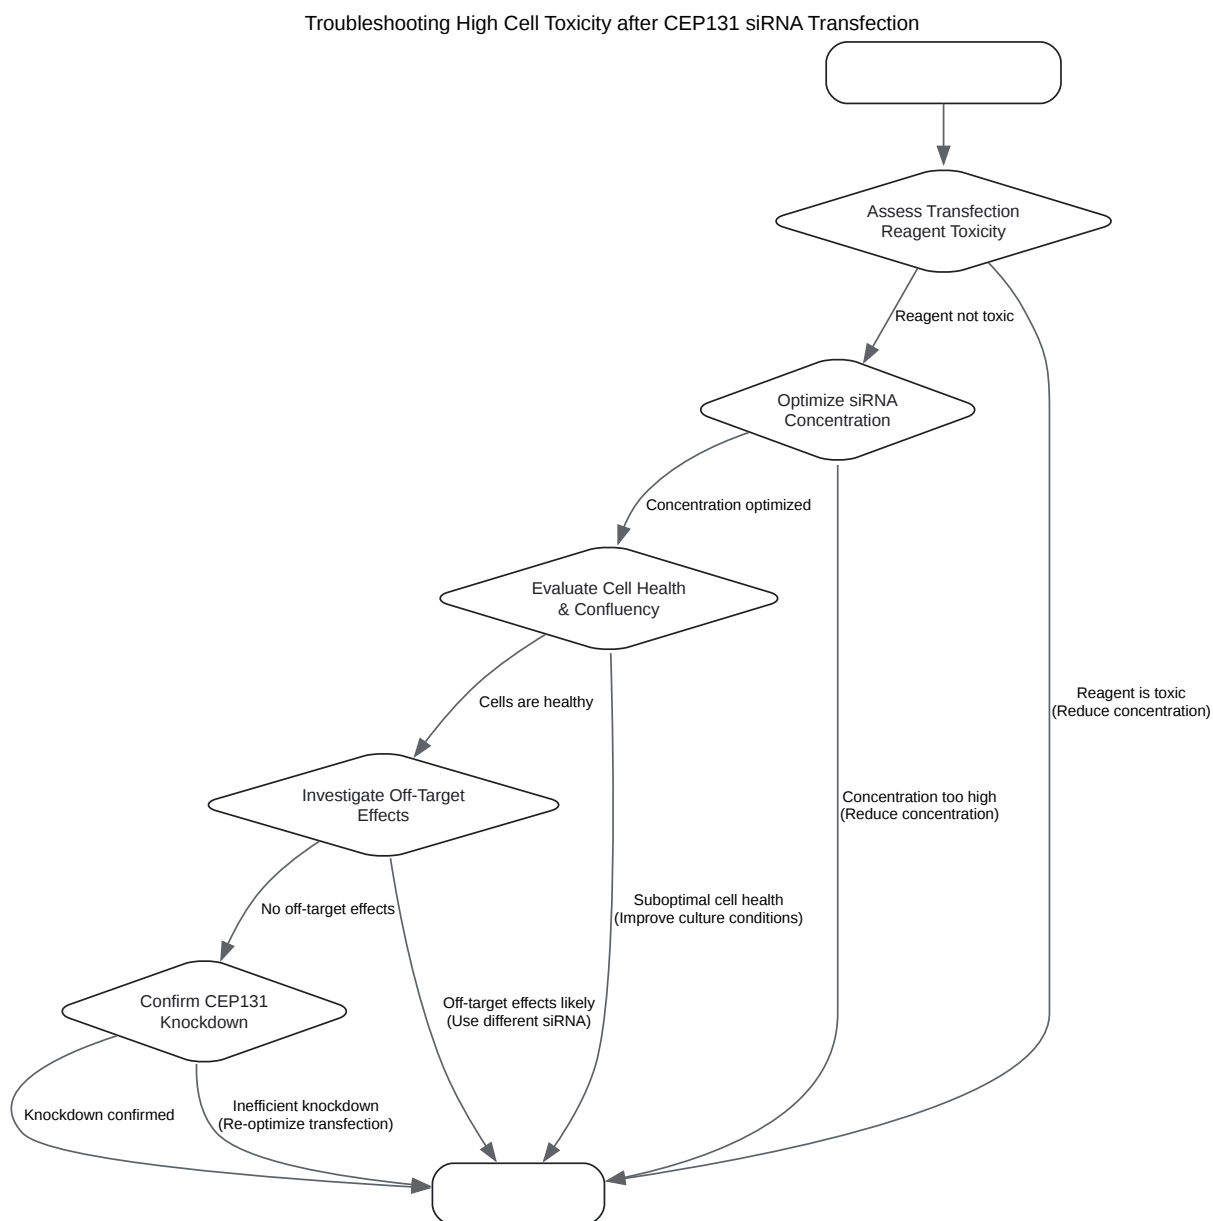 Troubleshooting High Cell Toxicity after CEP131 siRNA Transfection
Assess Transfection
Reagent Toxicity
Reagent not toxic
Optimize siRNA
Concentration
Concentration optimized
Evaluate Cell Health
& Confluency
Cells are healthy
Reagent is toxic
(Reduce concentration)
Investigate Off-Target
Effects
Concentration too high
(Reduce concentration)
No off-target effects
Suboptimal cell health
(Improve culture conditions)
Confirm CEP131
Knockdown
Off-target effects likely
(Use different siRNA)
Knockdown confirmed
Inefficient knockdown
(Re-optimize transfection)